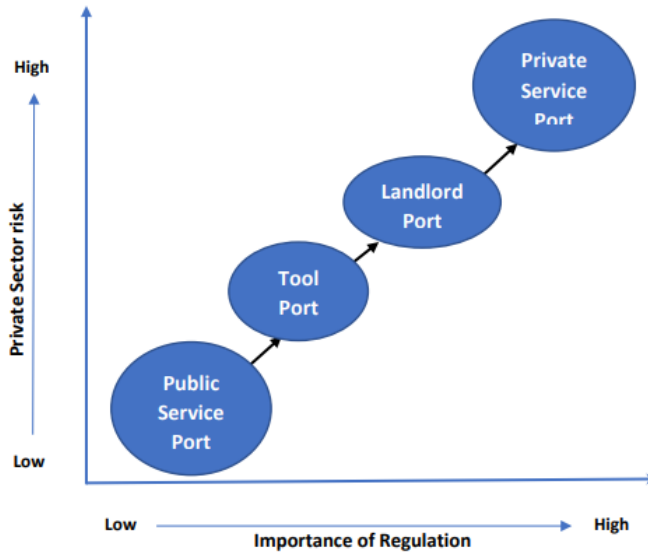 High
Private Sector risk
Low
Private
Service
Port
Landlord
Port
Tool
Port
Public
Service
Port
Low
High
Importance of Regulation